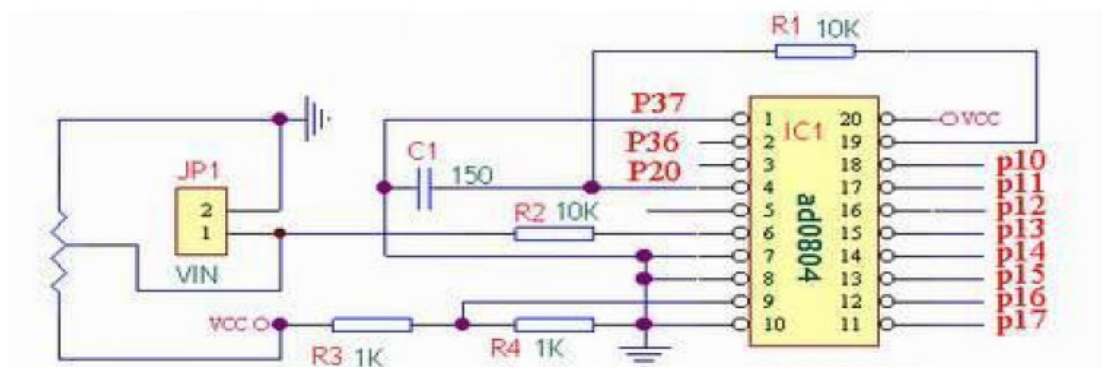 R1 10K
P37
1 20 VCC
IC1
P36
2 19
C1
P20
3 18 p10
150
4 17 p11
JP1
2
R2 10K
5 16 p12
1
6 15 p13
ad0804
VIN
7 14 p14
8 13 p15
9 12 p16
VCC
10 11 p17
R3 1K
R4 1K